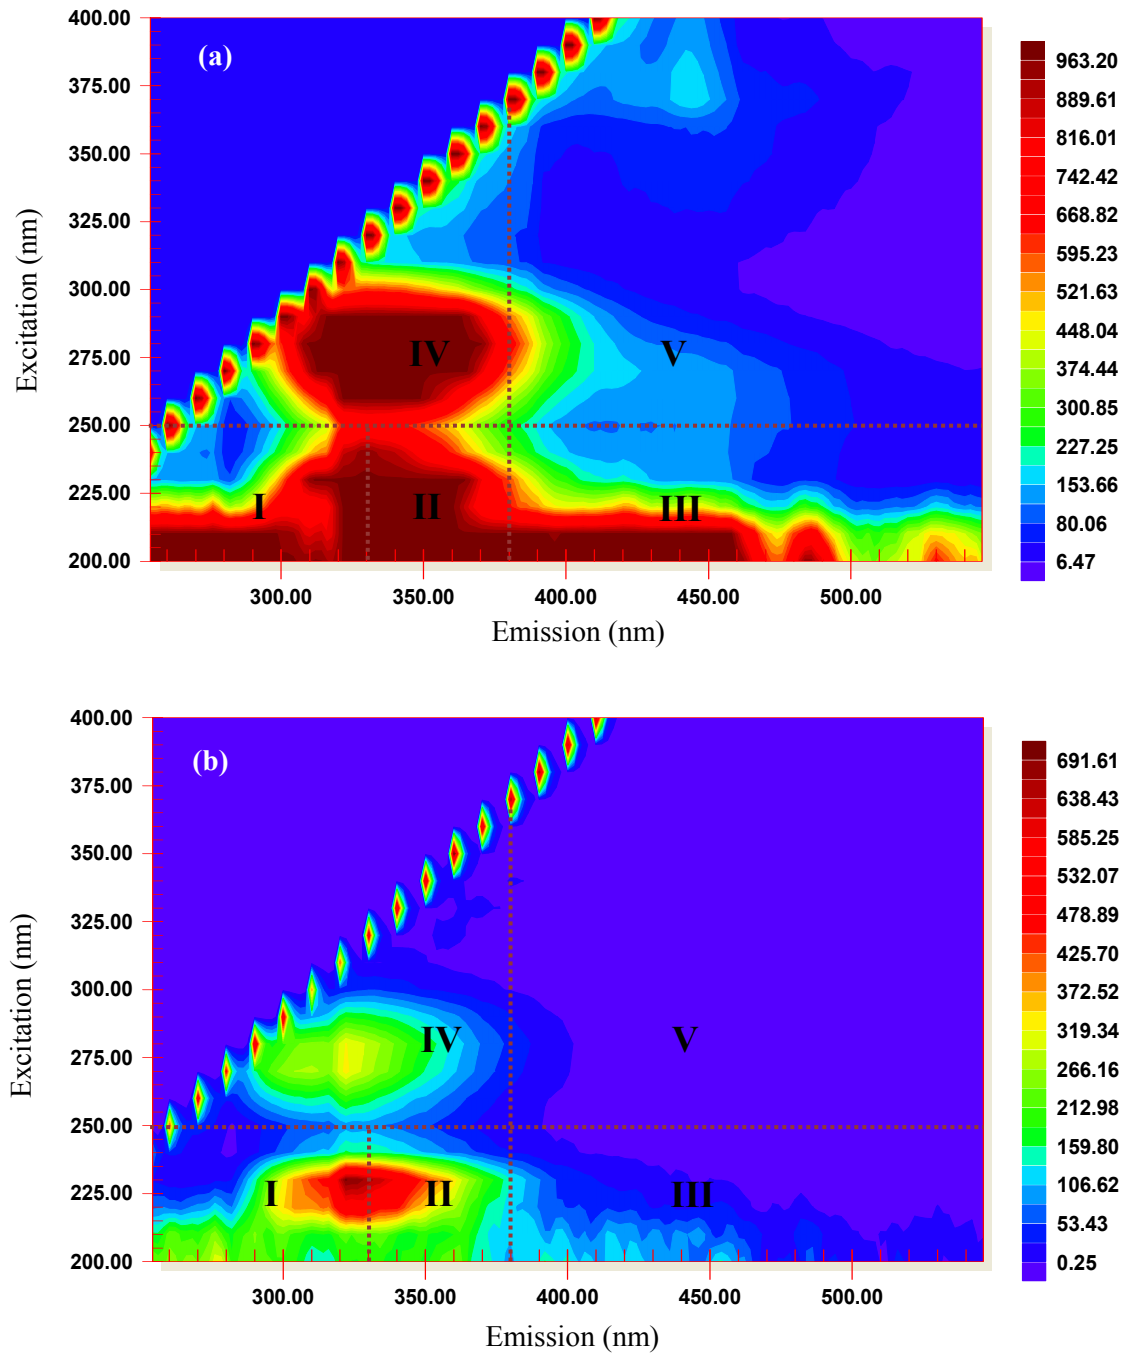 400.00
(a)
963.20
375.00
889.61
350.00
816.01
742.42
325.00
668.82
595.23
300.00
521.63
IV
V
448.04
275.00
374.44
300.85
250.00
227.25
225.00
I
II
III
153.66
80.06
200.00
6.47
300.00 350.00 400.00 450.00 500.00
Excitation (nm)
Emission (nm)
400.00
(b)
691.61
375.00
638.43
585.25
350.00
532.07
325.00
478.89
425.70
300.00
372.52
IV
V
319.34
275.00
266.16
212.98
250.00
159.80
225.00
I
II
III
106.62
53.43
200.00
0.25
300.00 350.00 400.00 450.00 500.00
Excitation (nm)
Emission (nm)